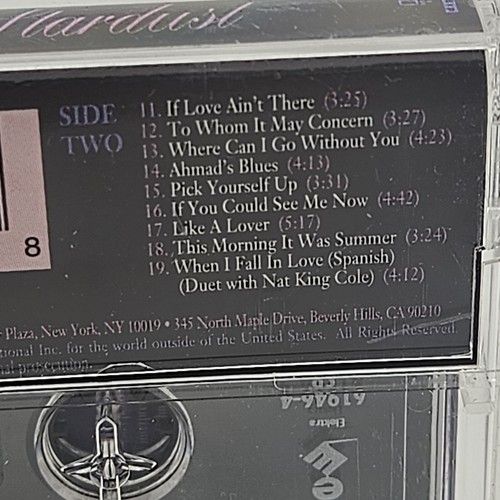 Stardust
SIDE
TWO
11. If Love Ain't There (3:25)
12. To Whom It May Concern (3:27)
13. Where Can I Go Without You (4:23)
14. Ahmad's Blues (4:13)
15. Pick Yourself Up (3:31)
16. If You Could See Me Now (4:42)
17. Like A Lover (5:17)
18. This Morning It Was Summer (3:24)
19. When I Fall In Love (Spanish)
(Duet with Nat King Cole) (4:12)
8
Plaza, New York, NY 10019 • 345 North Maple Drive, Beverly Hills, CA 90210
tional Inc. for the world outside of the United States. All Rights Reserved.
nal prosecution.
61946-4
Elektra